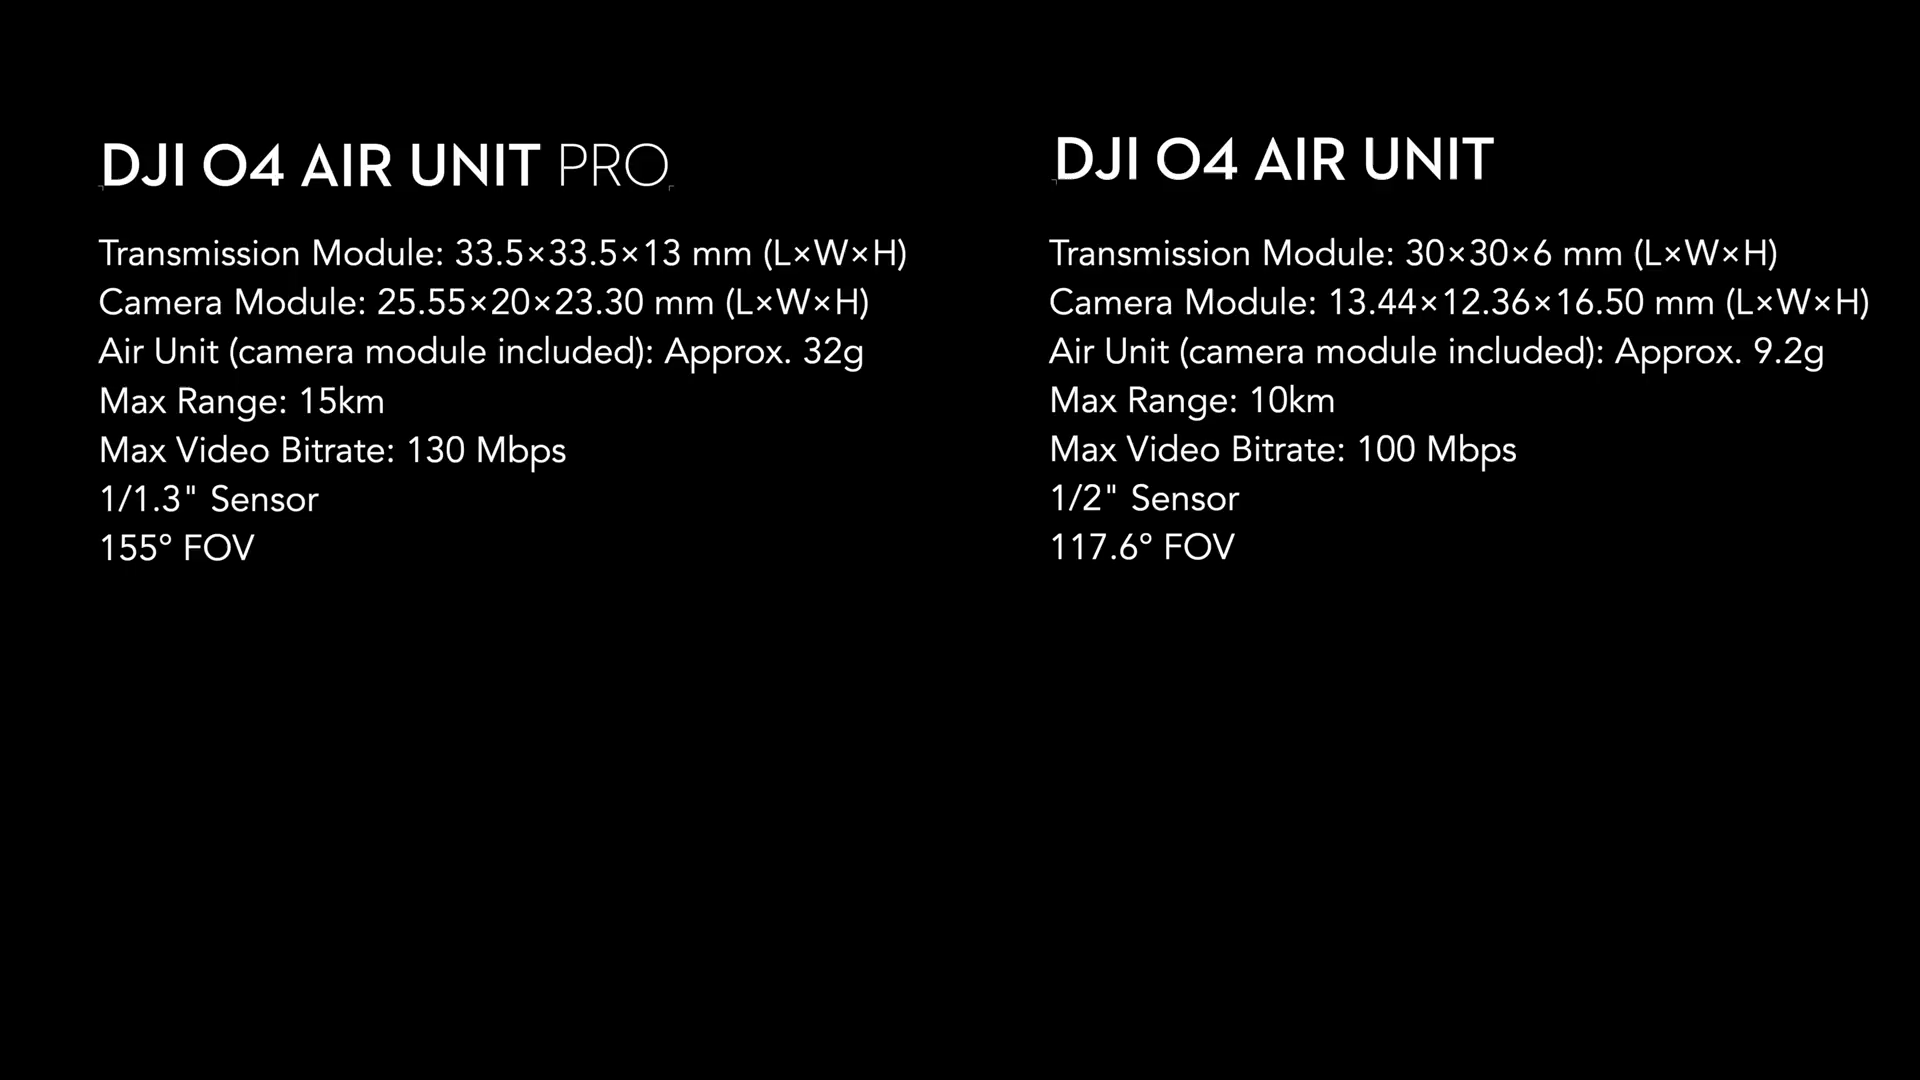 DJI O4 AIR UNIT PRO
Transmission Module: 33.5×33.5×13 mm (L×W×H)
Camera Module: 25.55×20×23.30 mm (L×W×H)
Air Unit (camera module included): Approx. 32g
Max Range: 15km
Max Video Bitrate: 130 Mbps
1/1.3" Sensor
155° FOV
DJI O4 AIR UNIT
Transmission Module: 30×30×6 mm (L×W×H)
Camera Module: 13.44×12.36×16.50 mm (L×W×H)
Air Unit (camera module included): Approx. 9.2g
Max Range: 10km
Max Video Bitrate: 100 Mbps
1/2" Sensor
117.6° FOV